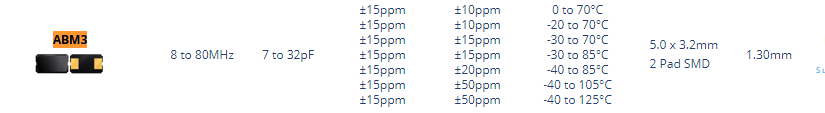 ABM3
8 to 80MHz
7 to 32pF
±15ppm ±10ppm 0 to 70°C
±15ppm ±10ppm -20 to 70°C
±15ppm ±15ppm -30 to 70°C
±15ppm ±15ppm -30 to 85°C
±15ppm ±20ppm -40 to 85°C
±15ppm ±50ppm -40 to 105°C
±15ppm ±50ppm -40 to 125°C
5.0 x 3.2mm
2 Pad SMD
1.30mm